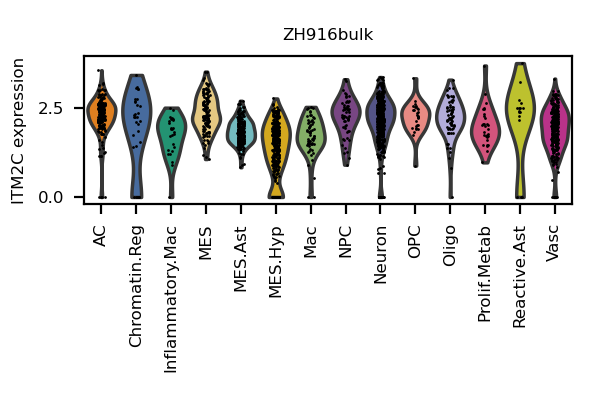 ZH916bulk
ITM2C expression
2.5
0.0
AC
Chromatin.Reg
Inflammatory.Mac
MES
MES.Ast
MES.Hyp
Mac
NPC
Neuron
OPC
Oligo
Prolif.Metab
Reactive.Ast
Vasc